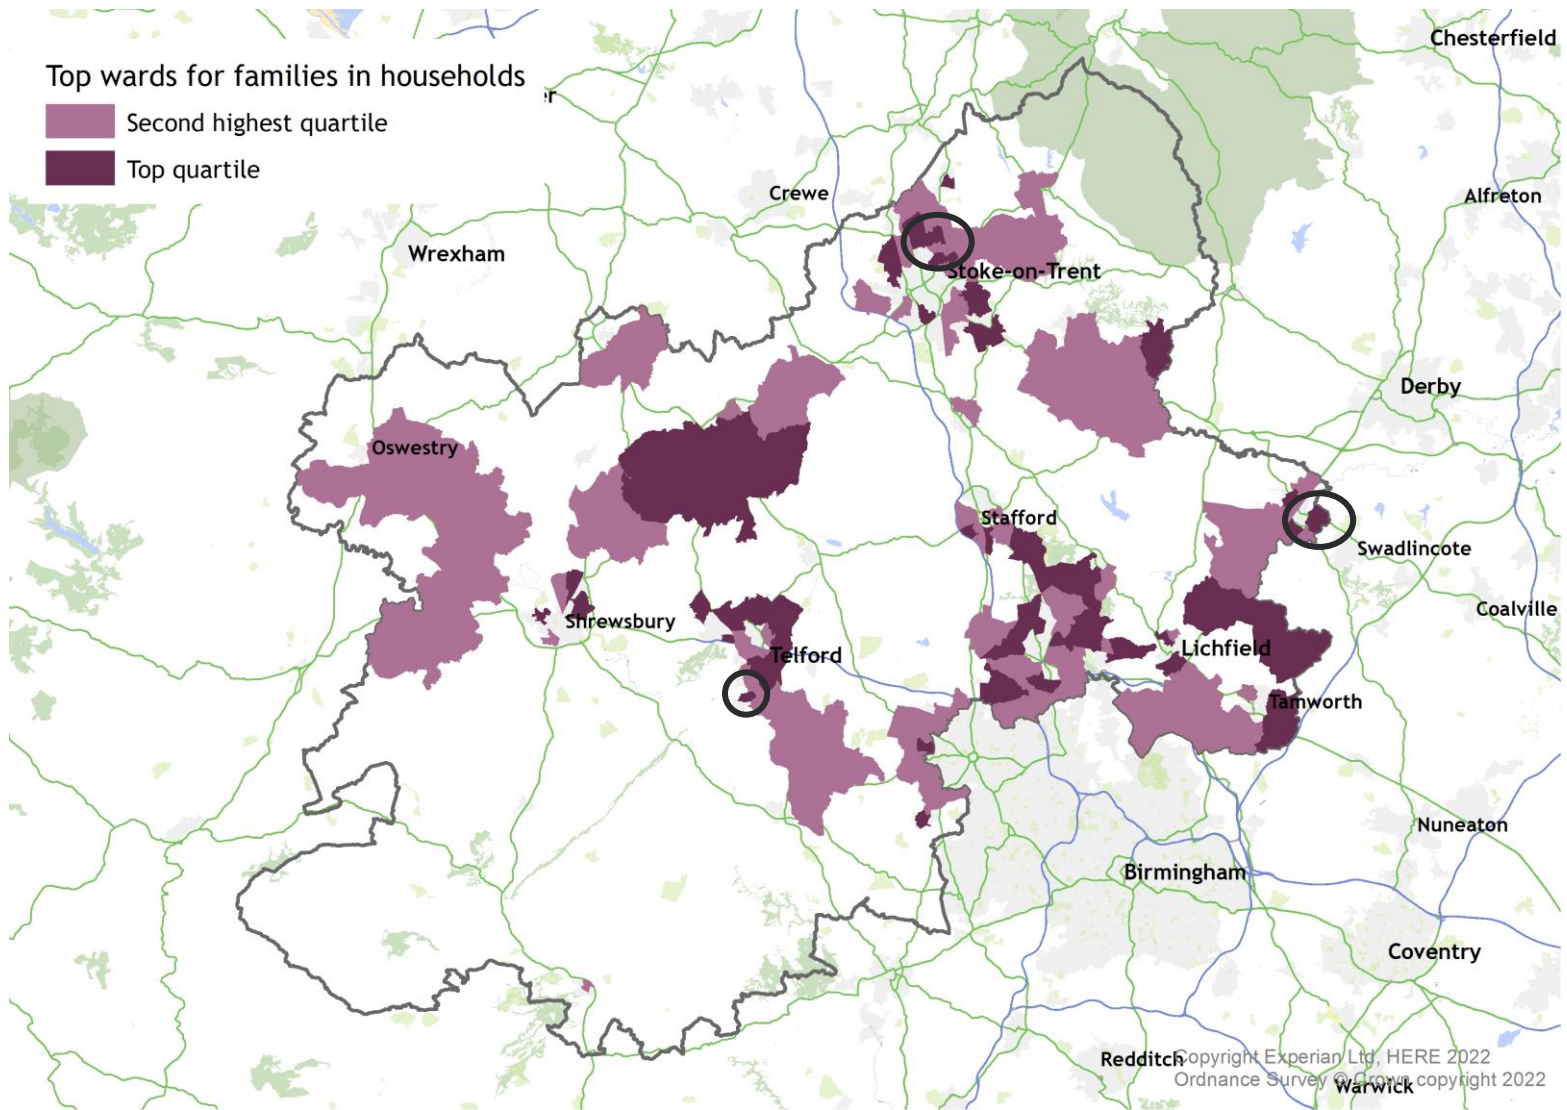 Chesterfield
Top wards for families in households
Second highest quartile
Top quartile
er
Crewe
Alfreton
Wrexham
Stoke-on-Trent
Derby
Oswestry
Stafford
Swadlincote
Coalville
Shrewsbury
Lichfield
Telford
Tamworth
Nuneaton
Birmingham
Coventry
Redditch
Copyright Experian Ltd, HERE 2022
Ordnance Survey © Crown copyright 2022
Warwick